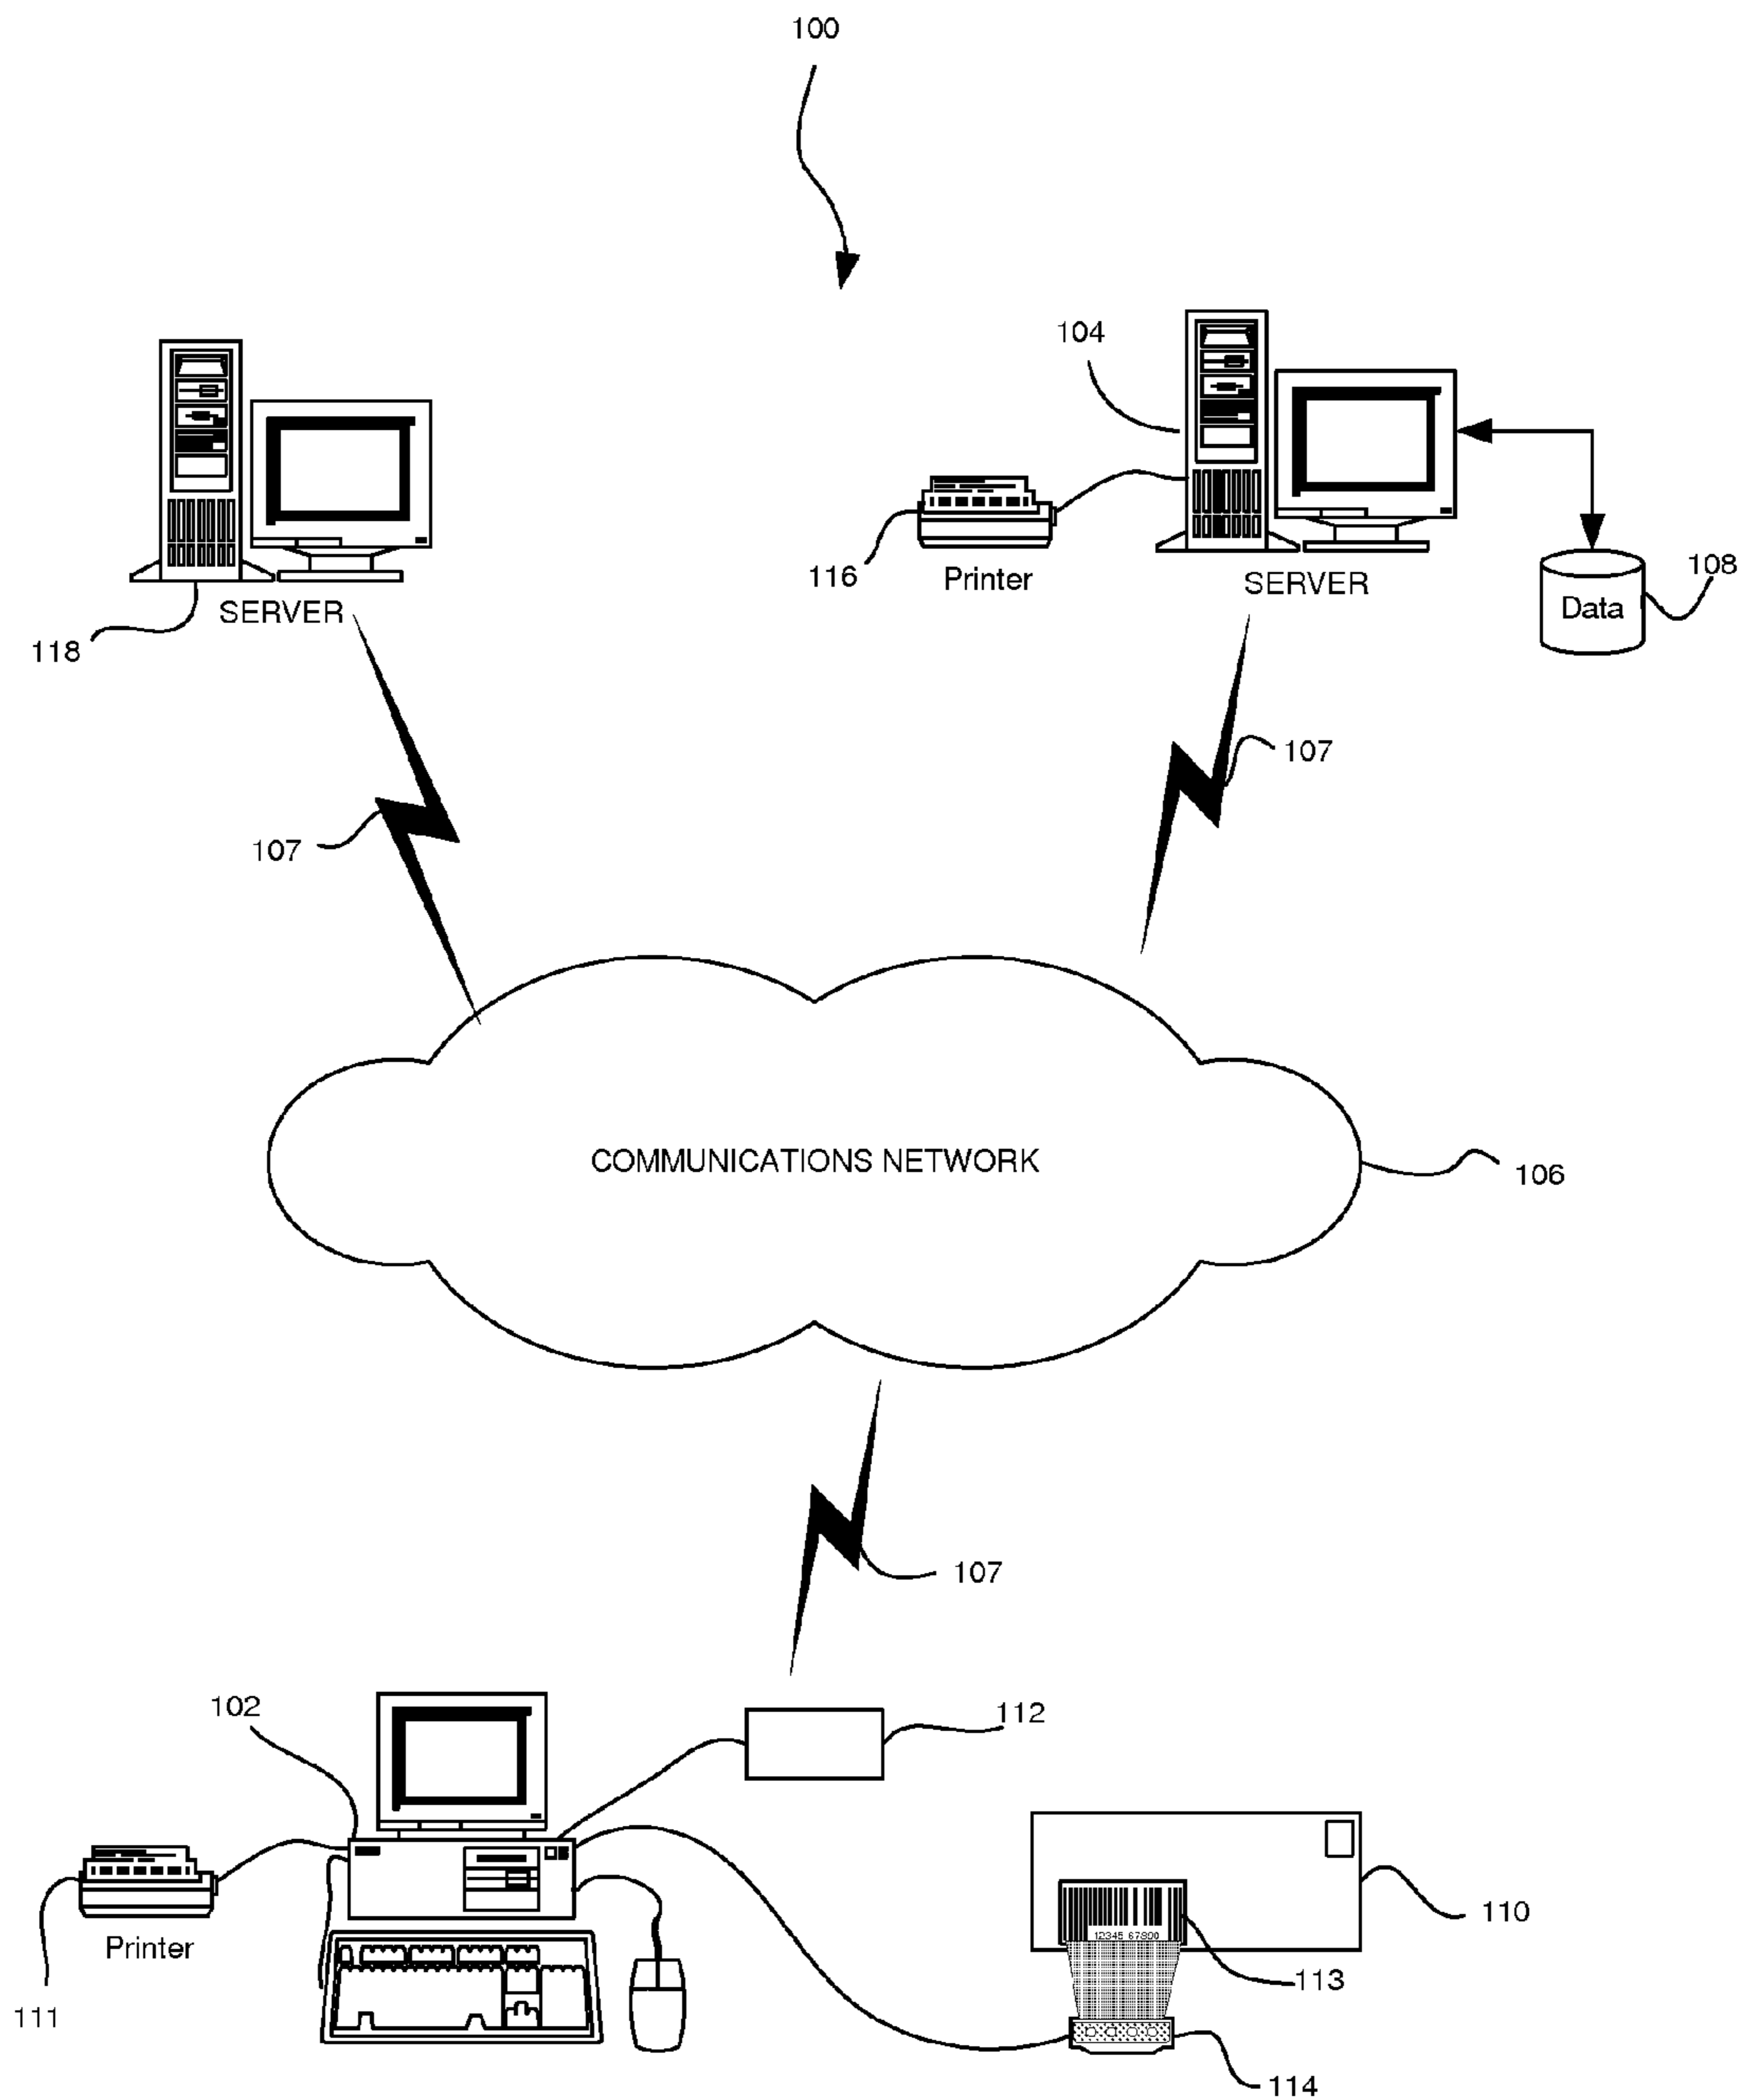 100
104
116
Printer
SERVER
108
Data
SERVER
118
107
107
COMMUNICATIONS NETWORK
106
107
102
112
12345 67890
110
Printer
113
111
114